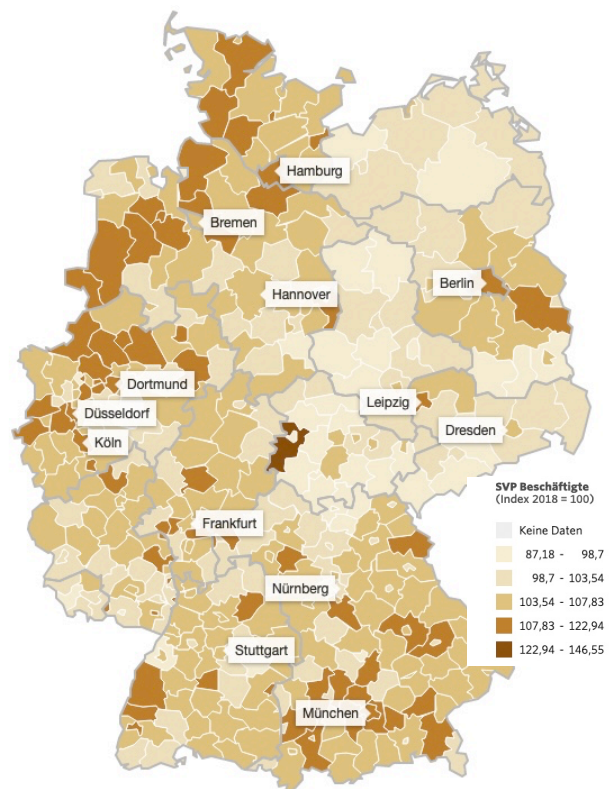 Hamburg
Bremen
Berlin
Hannover
Dortmund
Leipzig
Düsseldorf
Dresden
Köln
SVP Beschäftigte
(Index 2018 = 100)
Frankfurt
Keine Daten
87,18 - 98,7
98,7 - 103,54
Nürnberg
103,54 - 107,83
107,83 - 122,94
Stuttgart
122,94 - 146,55
München